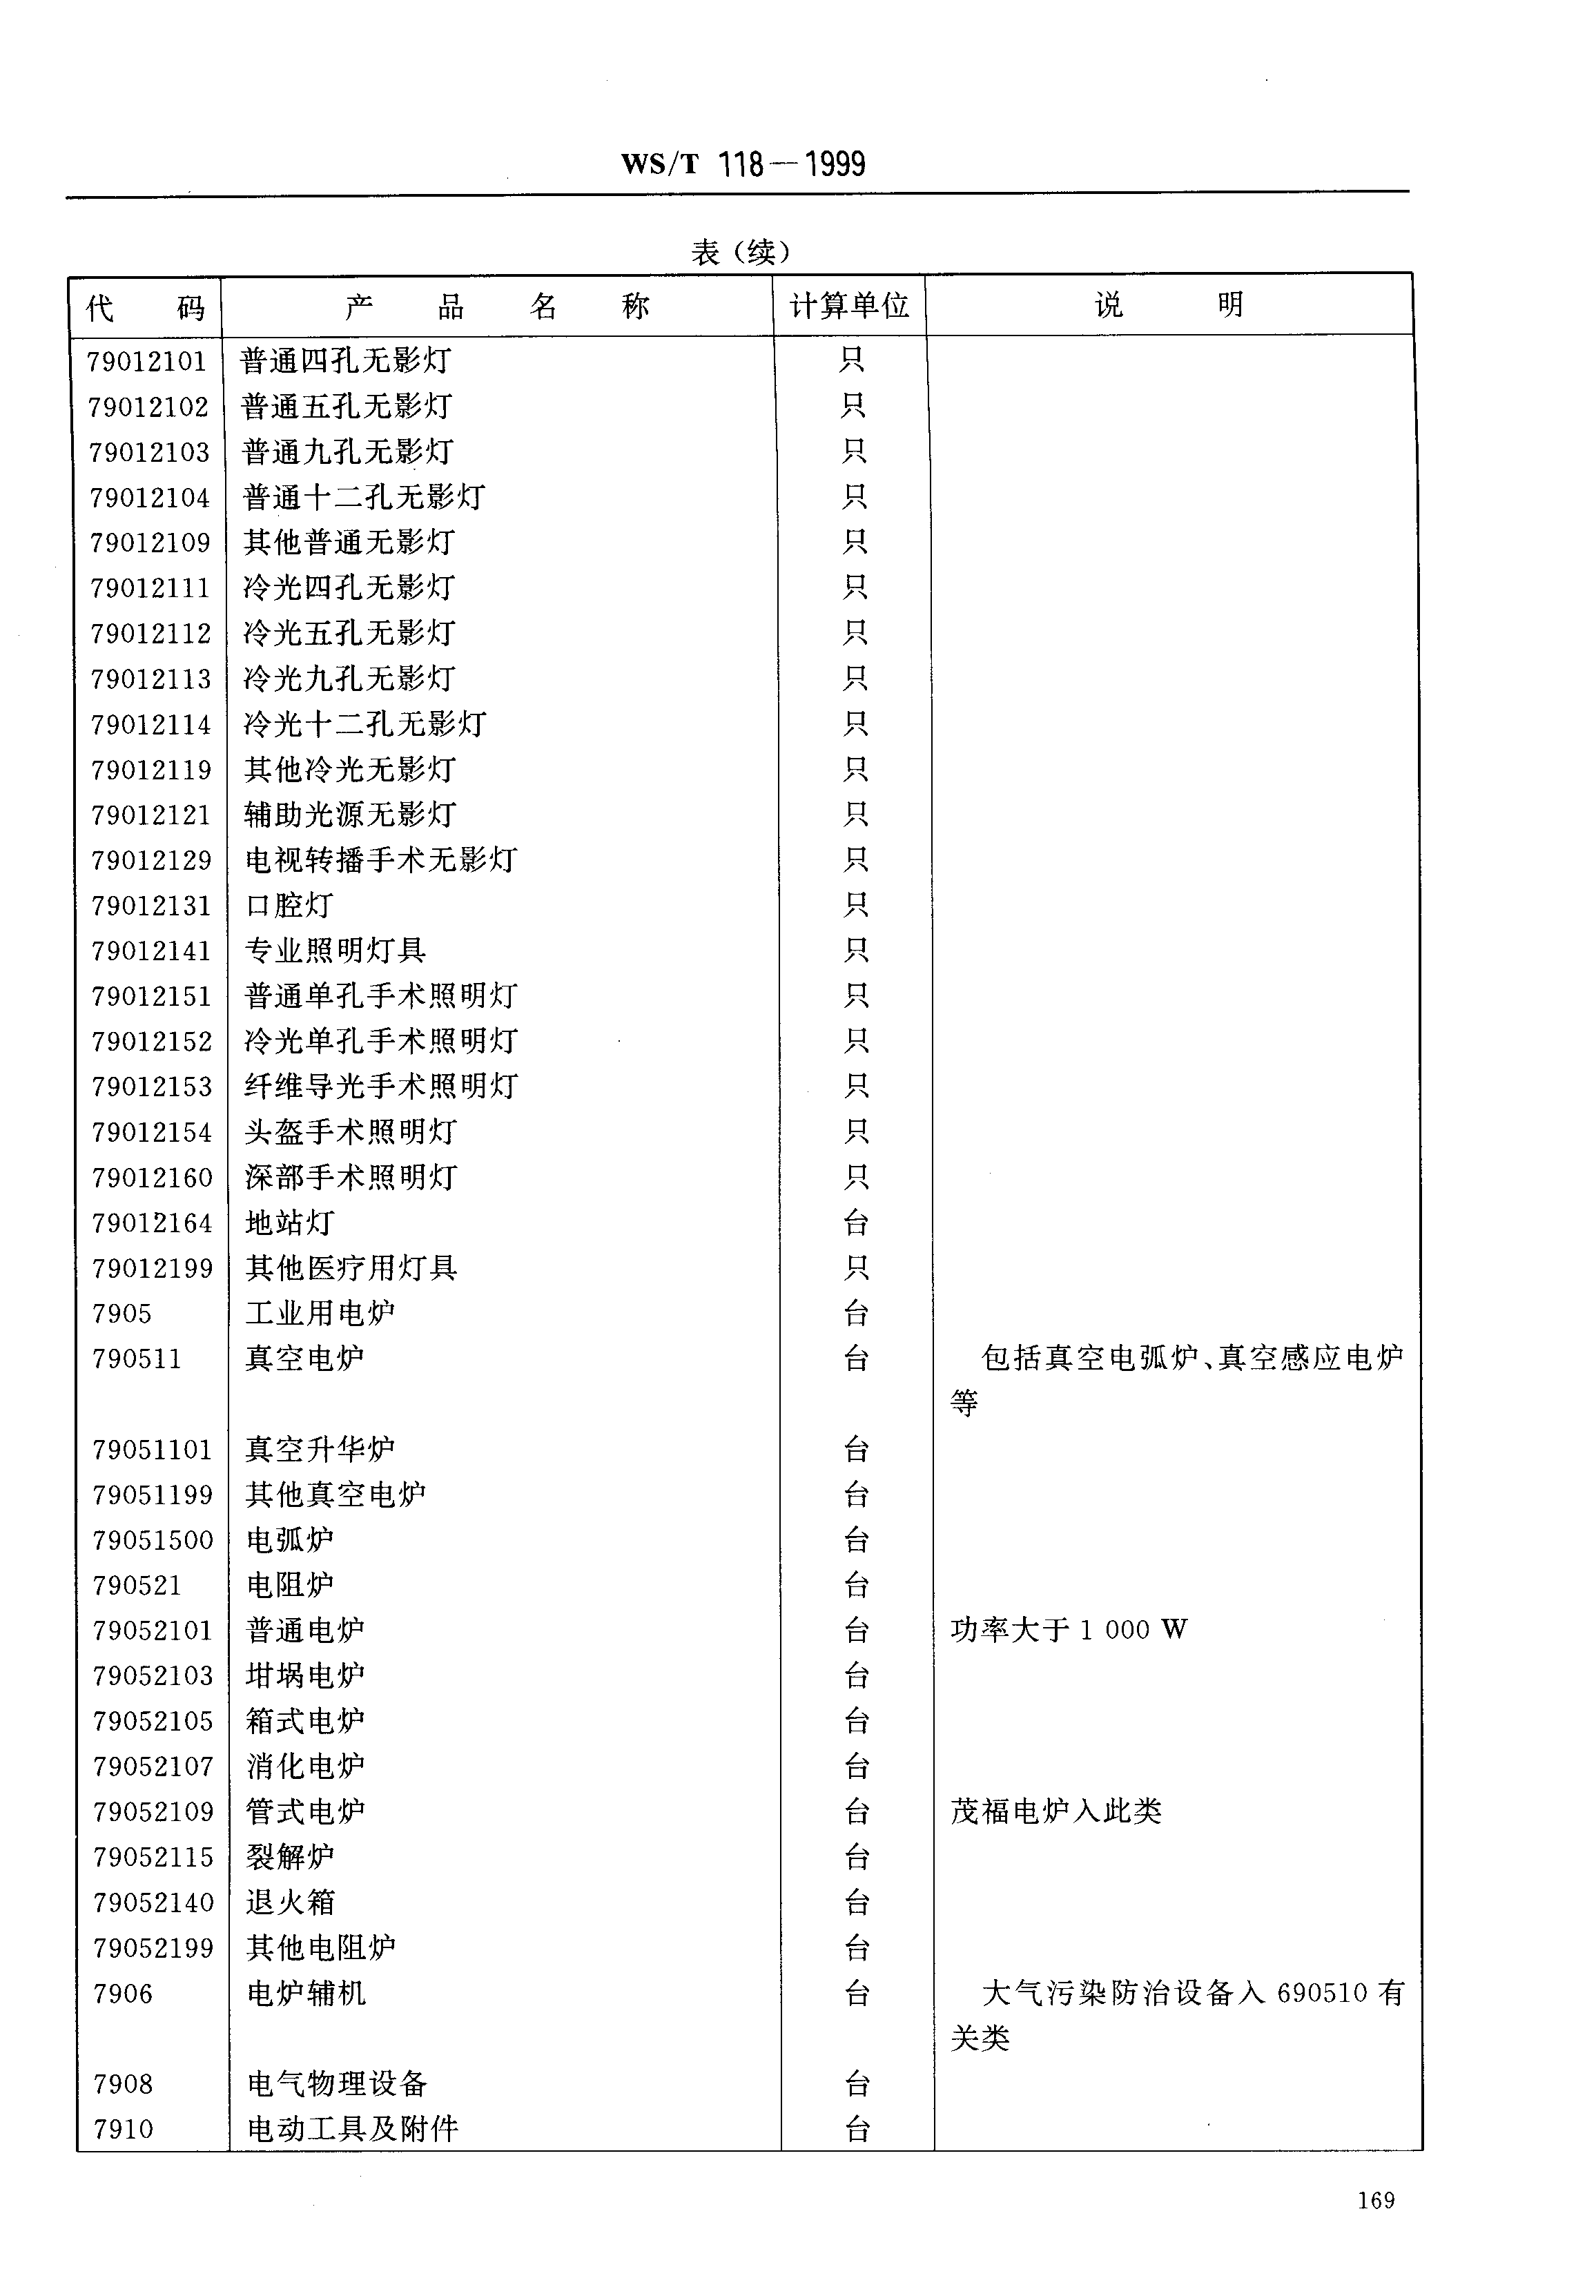 WS/T 118—1999
表（续）
代 码 产 品 名 称 计算单位 说 明
79012101 普通四孔无影灯 只
79012102 普通五孔无影灯 只
79012103 普通九孔无影灯 只
79012104 普通十二孔无影灯 只
79012109 其他普通无影灯 只
79012111 冷光四孔无影灯 只
79012112 冷光五孔无影灯 只
79012113 冷光九孔无影灯 只
79012114 冷光十二孔无影灯 只
79012119 其他冷光无影灯 只
79012121 辅助光源无影灯 只
79012129 电视转播手术无影灯 只
79012131 口腔灯 只
79012141 专业照明灯具 只
79012151 普通单孔手术照明灯 只
79012152 冷光单孔手术照明灯 只
79012153 纤维导光手术照明灯 只
79012154 头盔手术照明灯 只
79012160 深部手术照明灯 只
79012164 地站灯 台
79012199 其他医疗用灯具 只
7905 工业用电炉 台
790511 真空电炉 台 包括真空电弧炉、真空感应电炉
等
79051101 真空升华炉 台
79051199 其他真空电炉 台
79051500 电弧炉 台
790521 电阻炉 台
79052101 普通电炉 台 功率大于 1 000 W
79052103 坩埚电炉 台
79052105 箱式电炉 台
79052107 消化电炉 台
79052109 管式电炉 台 茂福电炉入此类
79052115 裂解炉 台
79052140 退火箱 台
79052199 其他电阻炉 台
7906 电炉辅机 台 大气污染防治设备入 690510 有
关类
7908 电气物理设备 台
7910 电动工具及附件 台
169